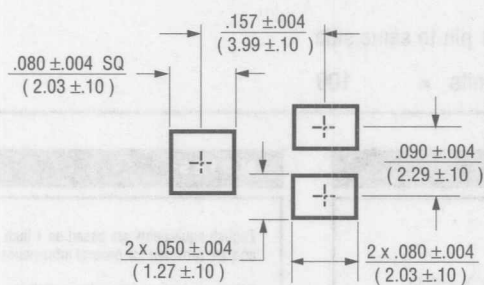 .157 ±.004
(3.99 ±.10)
.080 ±.004 SQ
(2.03 ±.10)
.090 ±.004
(2.29 ±.10)
2 x .050 ±.004
(1.27 ±.10)
2 x .080 ±.004
(2.03 ±.10)